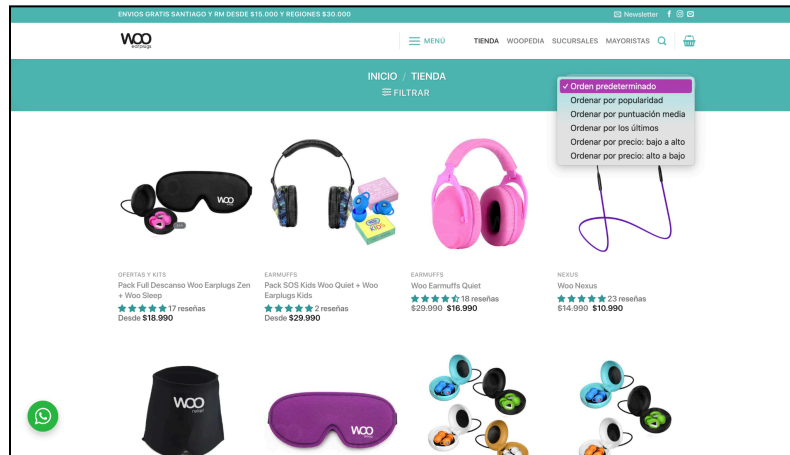 ENVIOS GRATIS SANTIAGO Y RM DESDE $15.000 Y REGIONES $30.000
Newsletter
WOO
earplugs
MENÚ
TIENDA WOOPEDIA SUCURSALES MAYORISTAS
INICIO / TIENDA
FILTRAR
✓ Orden predeterminado
Ordenar por popularidad
Ordenar por puntuación media
Ordenar por los últimos
Ordenar por precio: bajo a alto
Ordenar por precio: alto a bajo
WOO
KIDS
OFERTAS Y KITS
Pack Full Descanso Woo Earplugs Zen
+ Woo Sleep
17 reseñas
Desde $18.990
EARMUFFS
Pack SOS Kids Woo Quiet + Woo
Earplugs Kids
2 reseñas
Desde $29.990
EARMUFFS
Woo Earmuffs Quiet
18 reseñas
$29.990 $16.990
NEXUS
Woo Nexus
23 reseñas
$14.990 $10.990
WOO
WOO